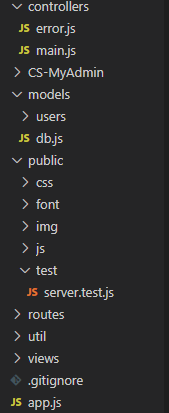 controllers
JS error.js
JS main.js
CS-MyAdmin
models
users
JS db.js
public
css
font
img
js
test
JS server.test.js
routes
util
views
.gitignore
JS app.js